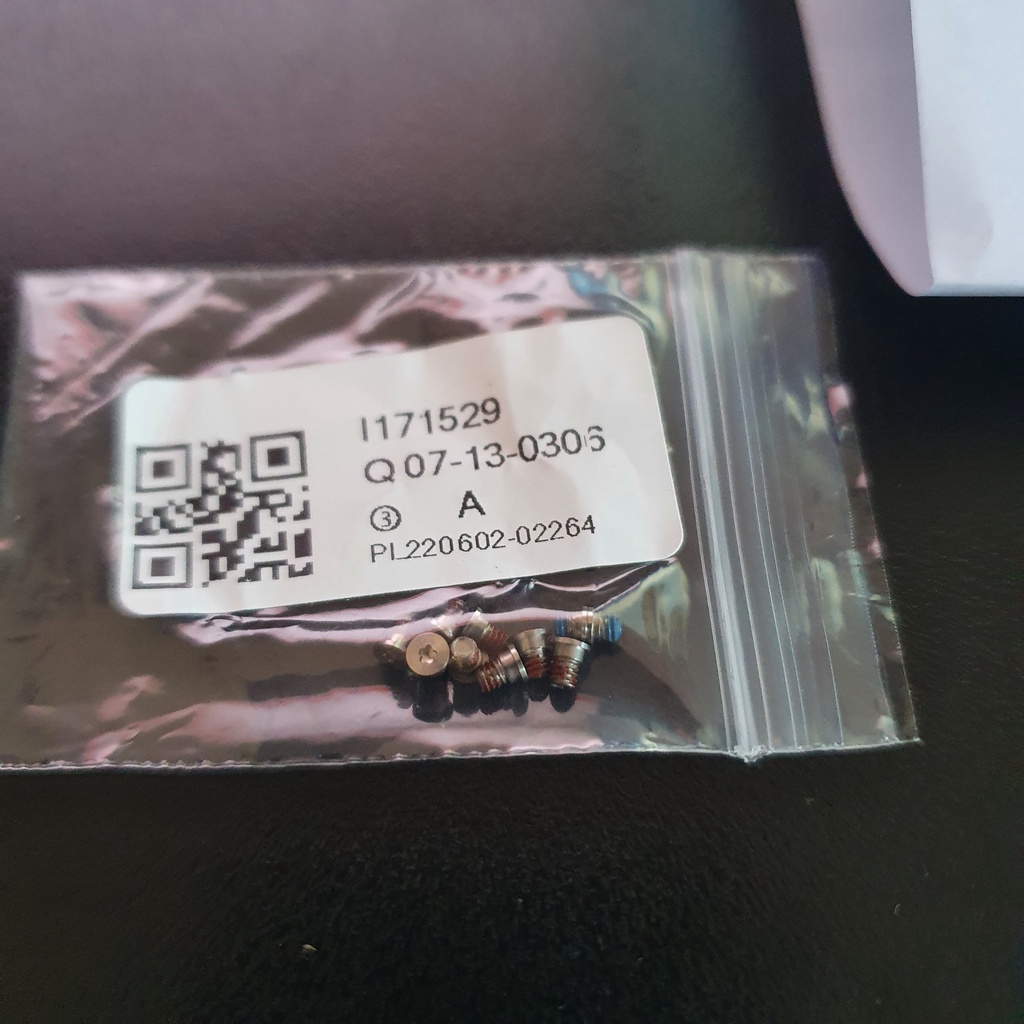 I171529
Q 07-13-0306
③ A
PL220602-02264